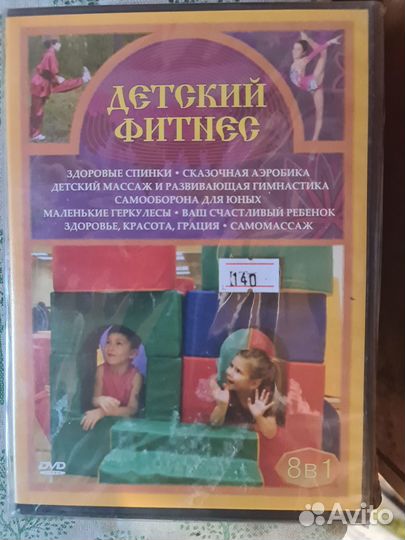 ДЕТСКИЙ
ФИТНЕС
ЗДОРОВЫЕ СПИНКИ • СКАЗОЧНАЯ АЭРОБИКА
ДЕТСКИЙ МАССАЖ И РАЗВИВАЮЩАЯ ГИМНАСТИКА
САМООБОРОНА ДЛЯ ЮНЫХ
МАЛЕНЬКИЕ ГЕРКУЛЕСЫ • ВАШ СЧАСТЛИВЫЙ РЕБЕНОК
ЗДОРОВЬЕ, КРАСОТА, ГРАЦИЯ • САМОМАССАЖ
140
DVD
8 В 1
Avito